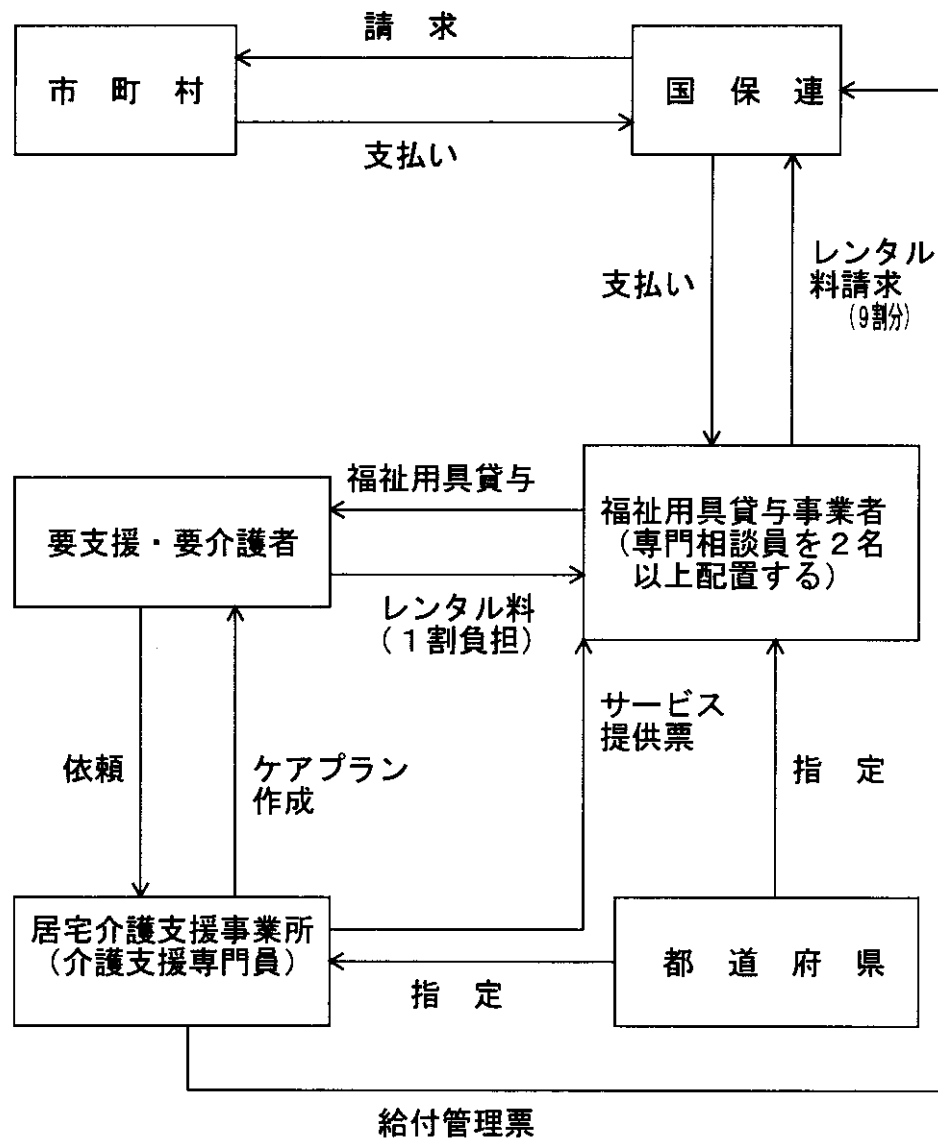 請　求
市　町　村
国　保　連
支払い
支払い
レンタル
料請求
(9割分)
福祉用具貸与
要支援・要介護者
福祉用具貸与事業者
（専門相談員を２名
以上配置する）
レンタル料
（１割負担）
サービス
提供票
依頼
ケアプラン
作成
指　定
居宅介護支援事業所
（介護支援専門員）
都　道　府　県
指　定
給付管理票